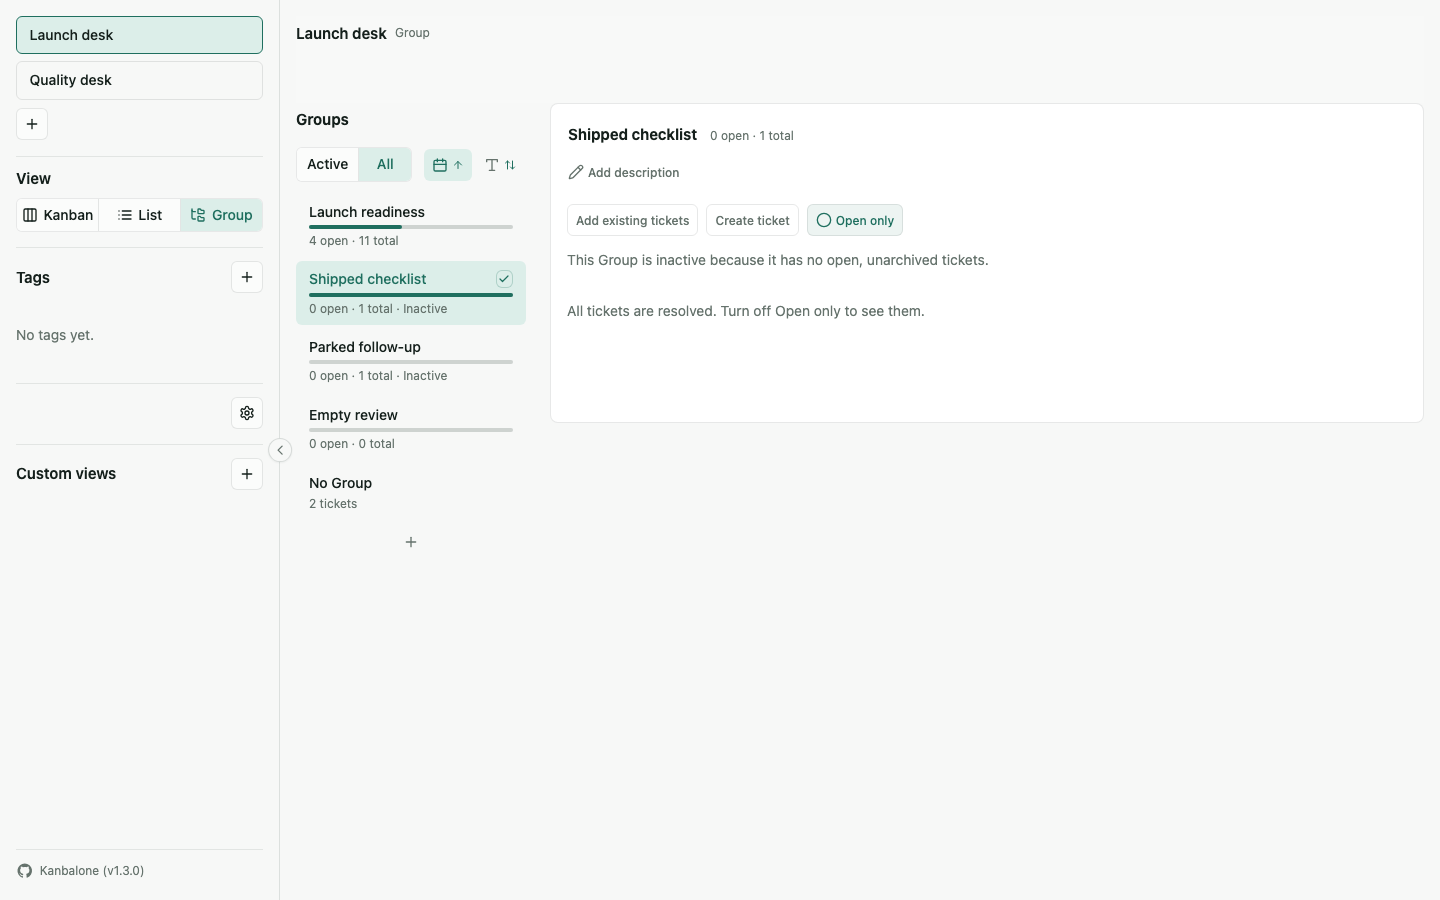 Launch desk
Quality desk
View
Kanban
List
Group
Tags
No tags yet.
Custom views
Kanbalone (v1.3.0)
Launch desk Group
Groups
Active
All
Launch readiness
4 open · 11 total
Shipped checklist
0 open · 1 total · Inactive
Parked follow-up
0 open · 1 total · Inactive
Empty review
0 open · 0 total
No Group
2 tickets
Shipped checklist 0 open · 1 total
Add description
Add existing tickets
Create ticket
Open only
This Group is inactive because it has no open, unarchived tickets.
All tickets are resolved. Turn off Open only to see them.